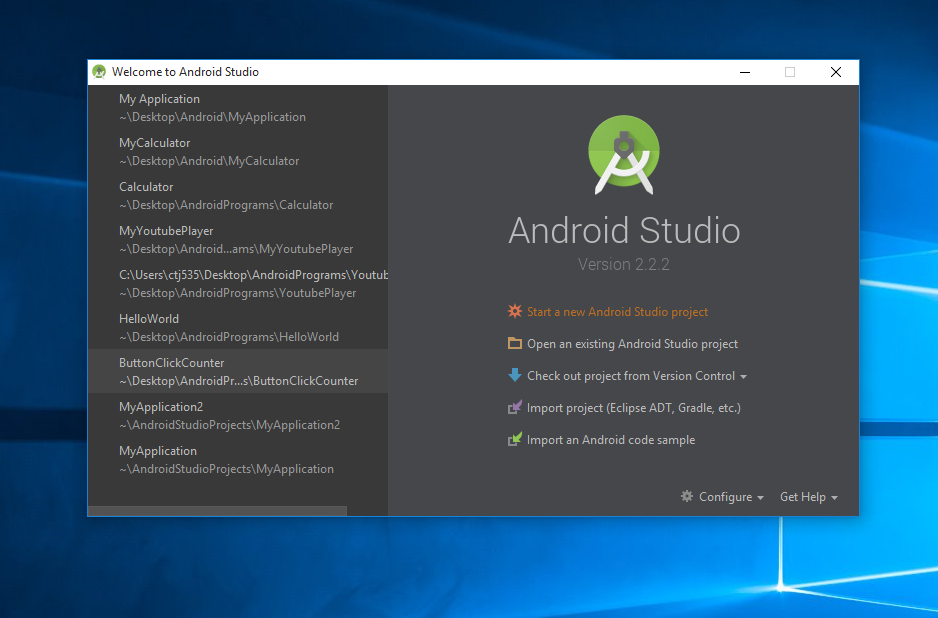 Welcome to Android Studio
My Application
~\Desktop\Android\MyApplication
MyCalculator
~\Desktop\Android\MyCalculator
Calculator
~\Desktop\AndroidPrograms\Calculator
MyYoutubePlayer
~\Desktop\Android...ams\MyYoutubePlayer
C:\Users\ctj535\Desktop\AndroidPrograms\Youtub
~\Desktop\AndroidPrograms\YoutubePlayer
HelloWorld
~\Desktop\AndroidPrograms\HelloWorld
ButtonClickCounter
~\Desktop\AndroidPr...s\ButtonClickCounter
MyApplication2
~\AndroidStudioProjects\MyApplication2
MyApplication
~\AndroidStudioProjects\MyApplication
Android Studio
Version 2.2.2
Start a new Android Studio project
Open an existing Android Studio project
Check out project from Version Control
Import project (Eclipse ADT, Gradle, etc.)
Import an Android code sample
Configure Get Help